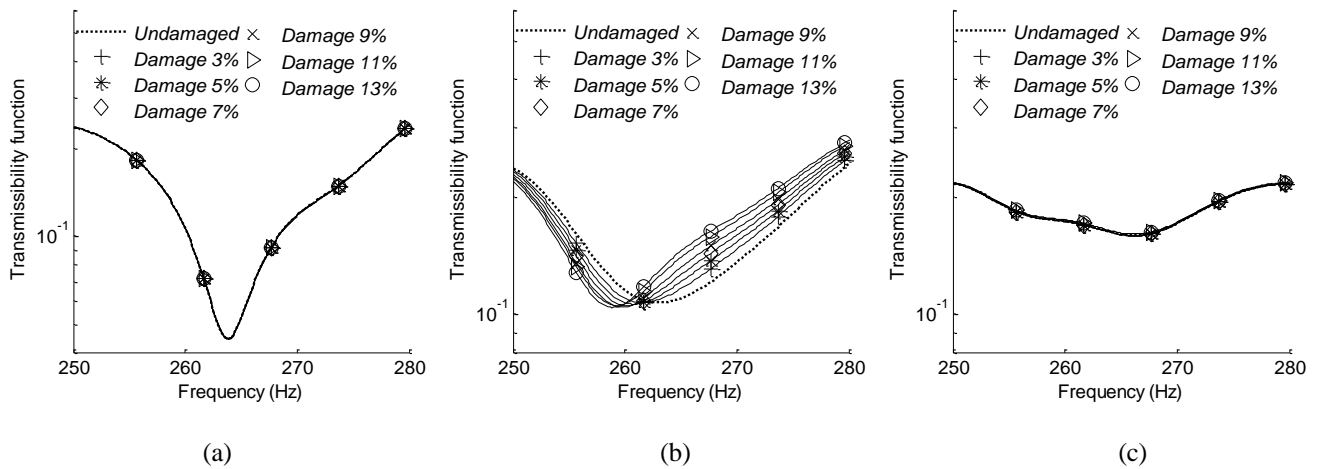 Transmissibility function
10⁻¹
Undamaged
Damage 3%
Damage 5%
Damage 7%
Damage 9%
Damage 11%
Damage 13%
250 260 270 280
Frequency (Hz)
(a)
Transmissibility function
10⁻¹
Undamaged
Damage 3%
Damage 5%
Damage 7%
Damage 9%
Damage 11%
Damage 13%
250 260 270 280
Frequency (Hz)
(b)
Transmissibility function
10⁻¹
Undamaged
Damage 3%
Damage 5%
Damage 7%
Damage 9%
Damage 11%
Damage 13%
250 260 270 280
Frequency (Hz)
(c)